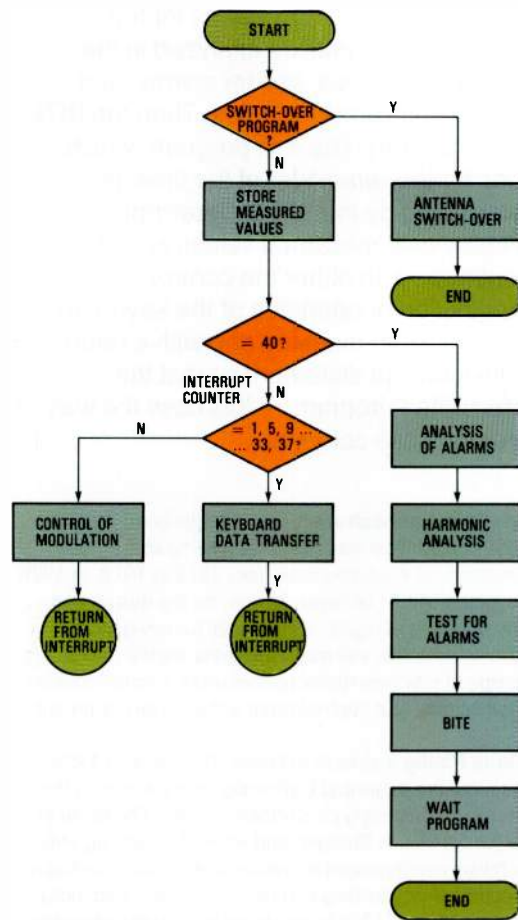 START
SWITCH-OVER
PROGRAM
?
Y
N
STORE
MEASURED
VALUES
ANTENNA
SWITCH-OVER
END
= 40?
Y
INTERRUPT
COUNTER
N
= 1, 5, 9 ...
... 33, 37?
N
Y
ANALYSIS
OF ALARMS
CONTROL OF
MODULATION
KEYBOARD
DATA TRANSFER
HARMONIC
ANALYSIS
Y
RETURN
FROM
INTERRUPT
RETURN
FROM
INTERRUPT
TEST FOR
ALARMS
BITE
WAIT
PROGRAM
END